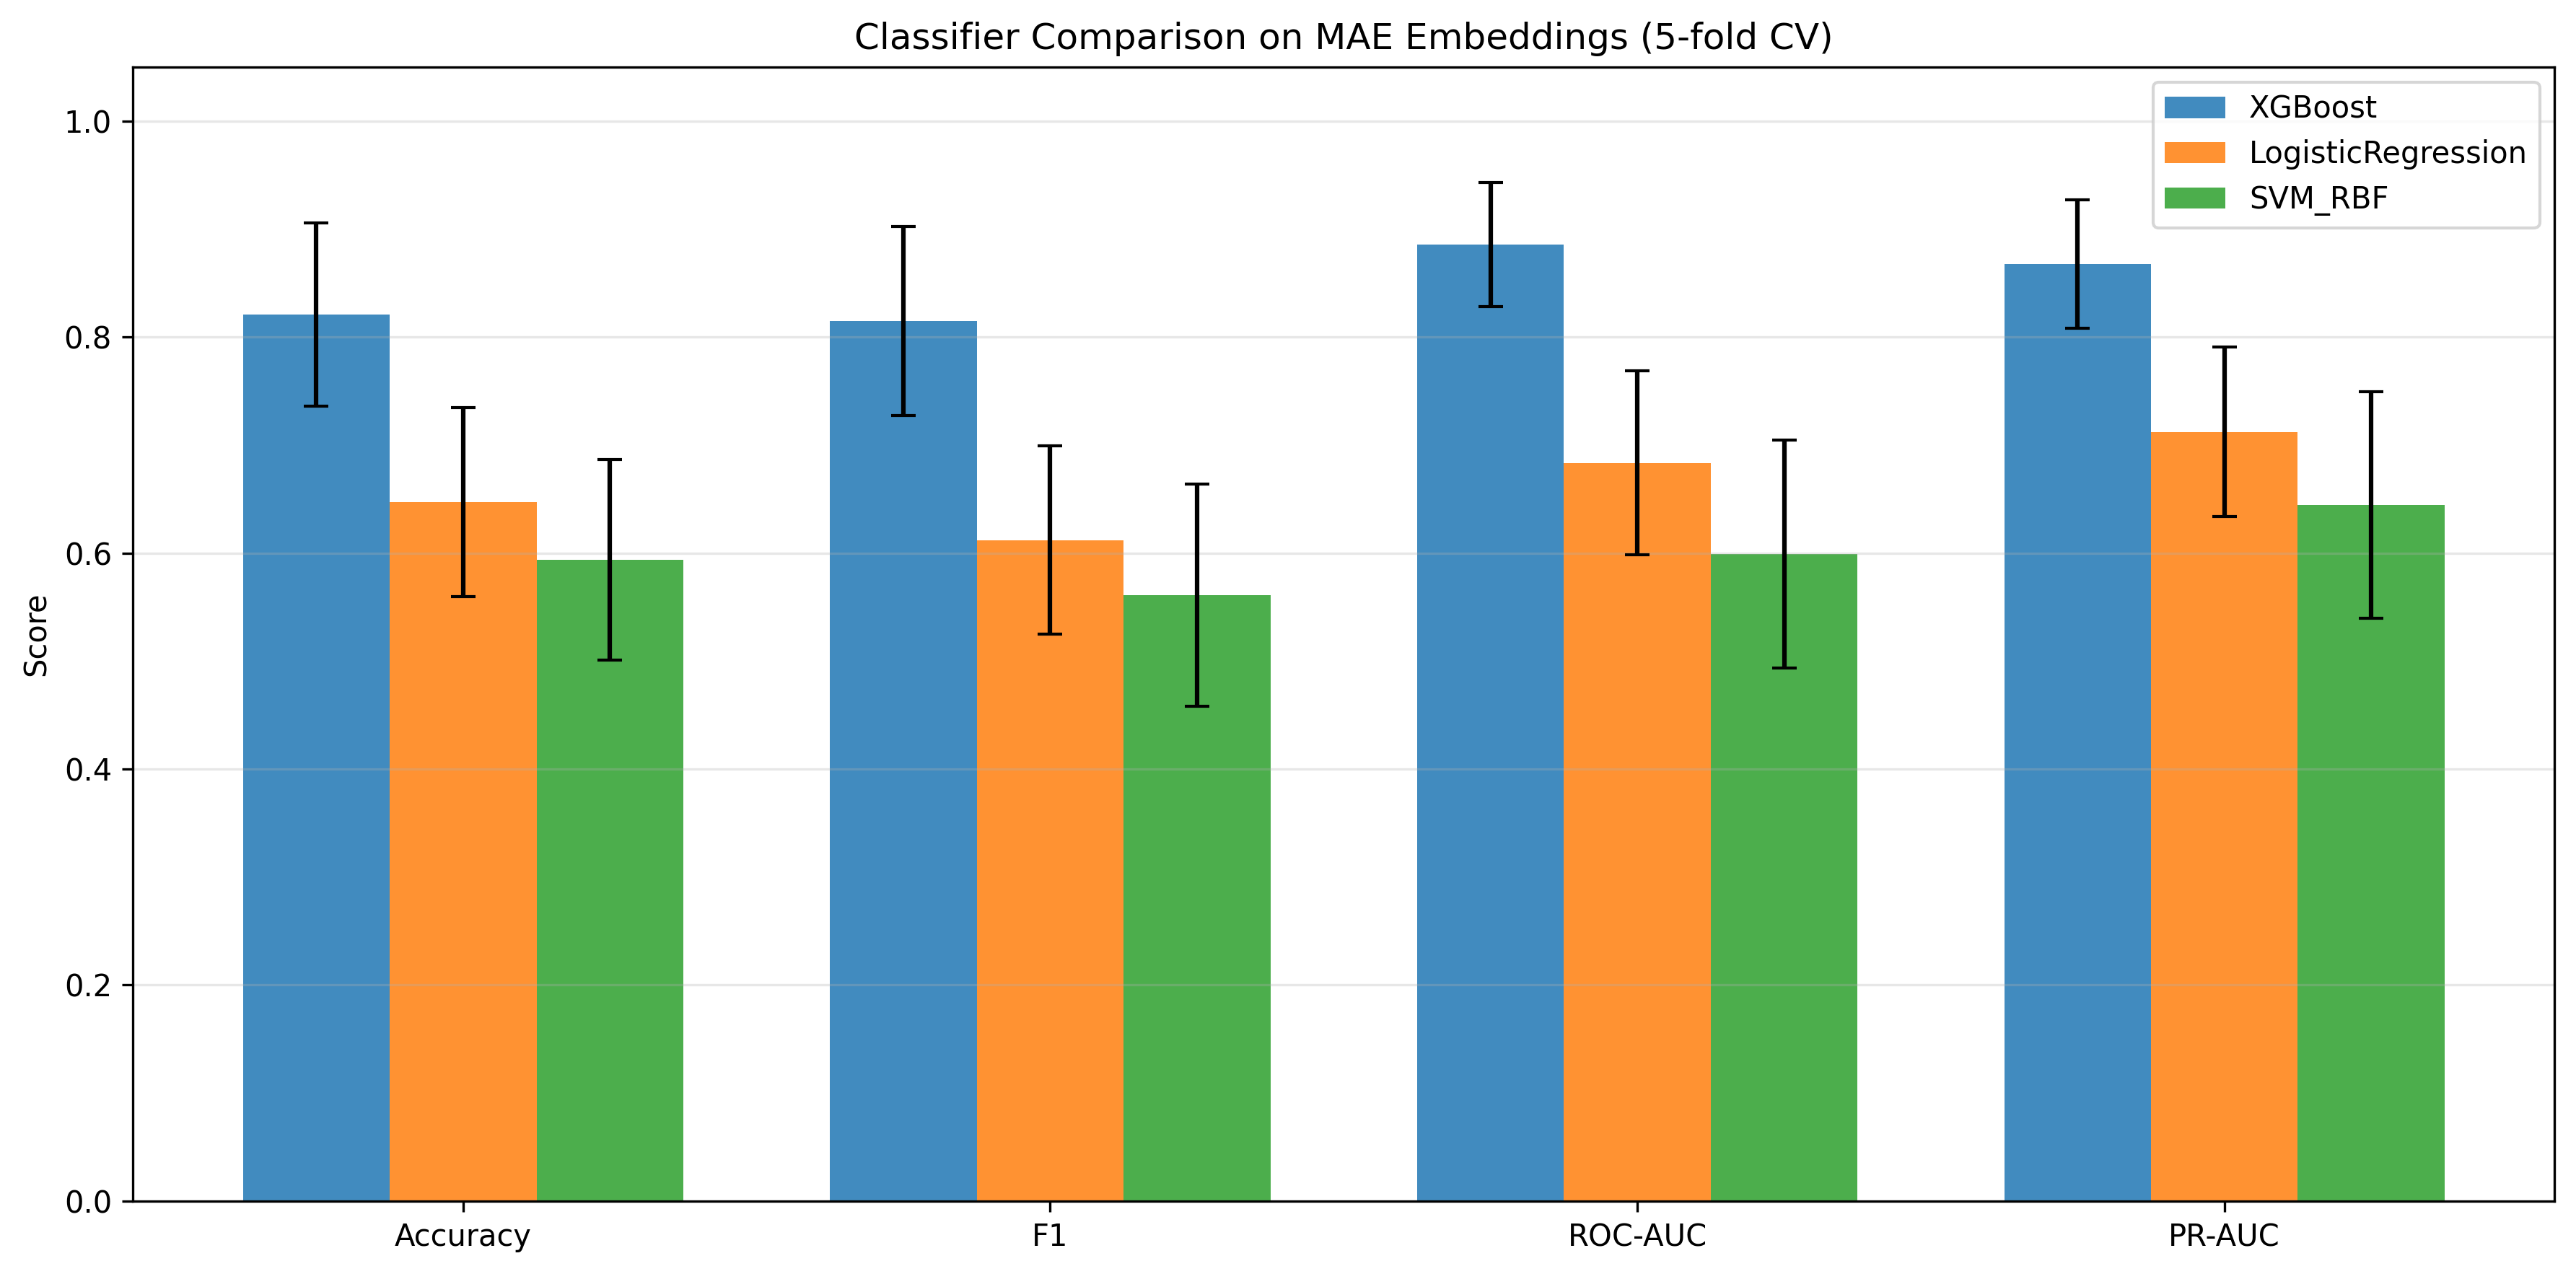 Classifier Comparison on MAE Embeddings (5-fold CV)
XGBoost
LogisticRegression
SVM_RBF
1.0
0.8
0.6
0.4
0.2
0.0
Score
Accuracy
F1
ROC-AUC
PR-AUC